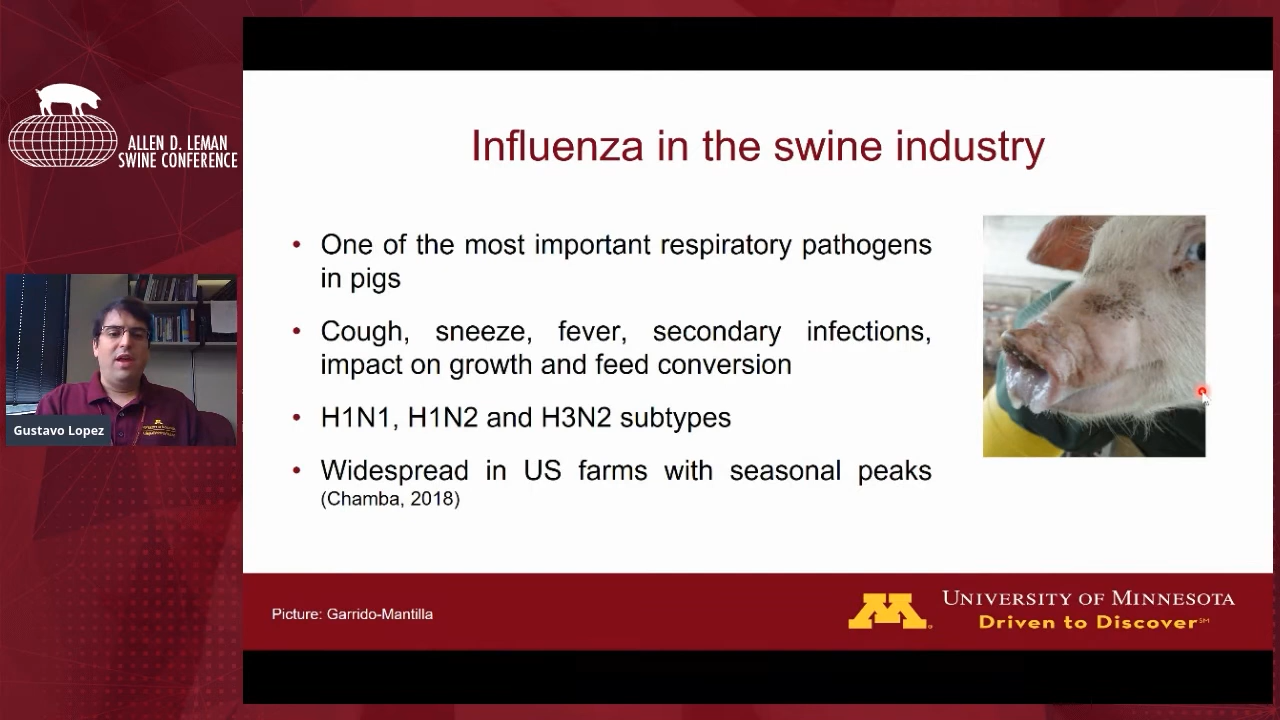 ALLEN D. LEMAN
SWINE CONFERENCE
Gustavo Lopez
Influenza in the swine industry
• One of the most important respiratory pathogens
in pigs
• Cough, sneeze, fever, secondary infections,
impact on growth and feed conversion
• H1N1, H1N2 and H3N2 subtypes
• Widespread in US farms with seasonal peaks
(Chamba, 2018)
Picture: Garrido-Mantilla
M
UNIVERSITY OF MINNESOTA
Driven to Discover℠